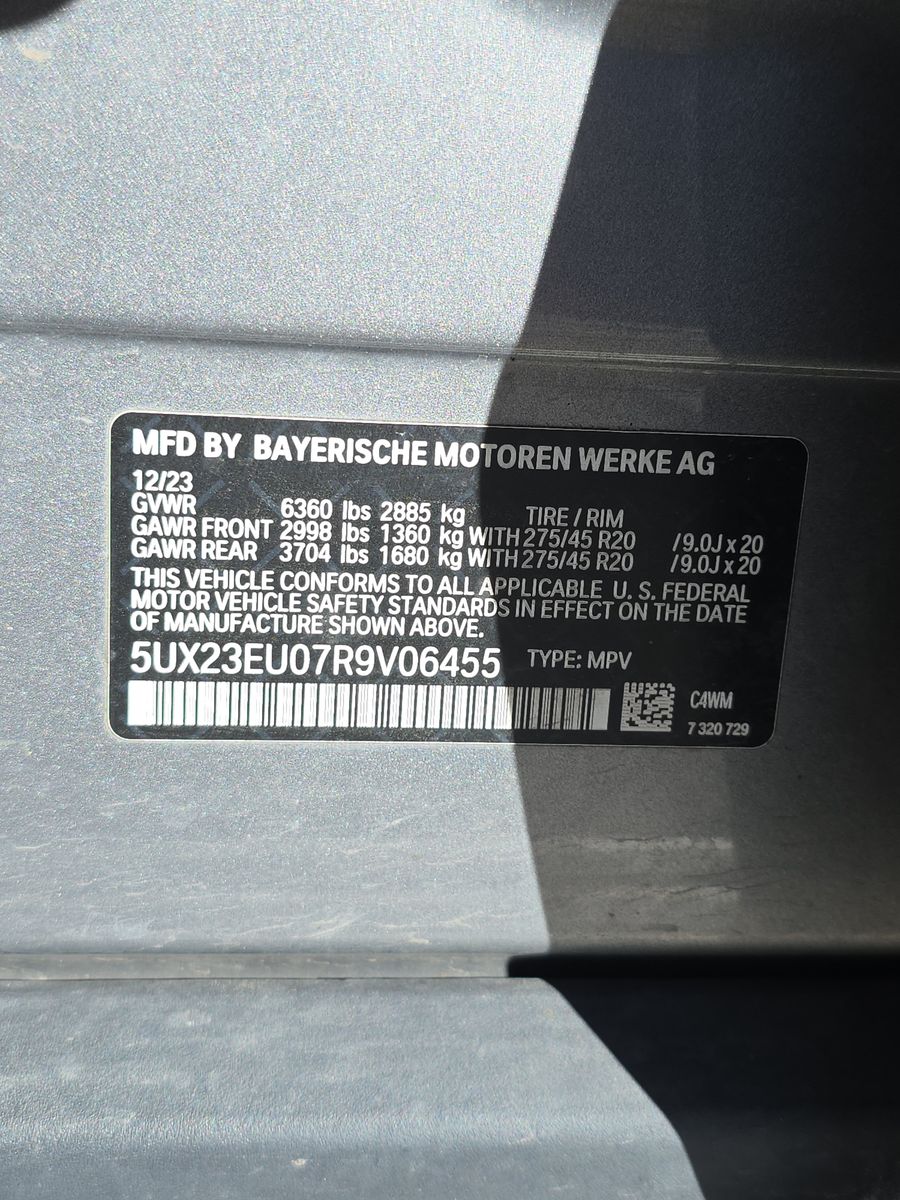 MFD BY BAYERISCHE MOTOREN WERKE AG
12/23
GVWR 6360 lbs 2885 kg TIRE / RIM
GAWR FRONT 2998 lbs 1360 kg WITH 275/45 R20 /9.0J x 20
GAWR REAR 3704 lbs 1680 kg WITH 275/45 R20 /9.0J x 20
THIS VEHICLE CONFORMS TO ALL APPLICABLE U. S. FEDERAL
MOTOR VEHICLE SAFETY STANDARDS IN EFFECT ON THE DATE
OF MANUFACTURE SHOWN ABOVE.
5UX23EU07R9V06455 TYPE: MPV
C4WM
7 320 729